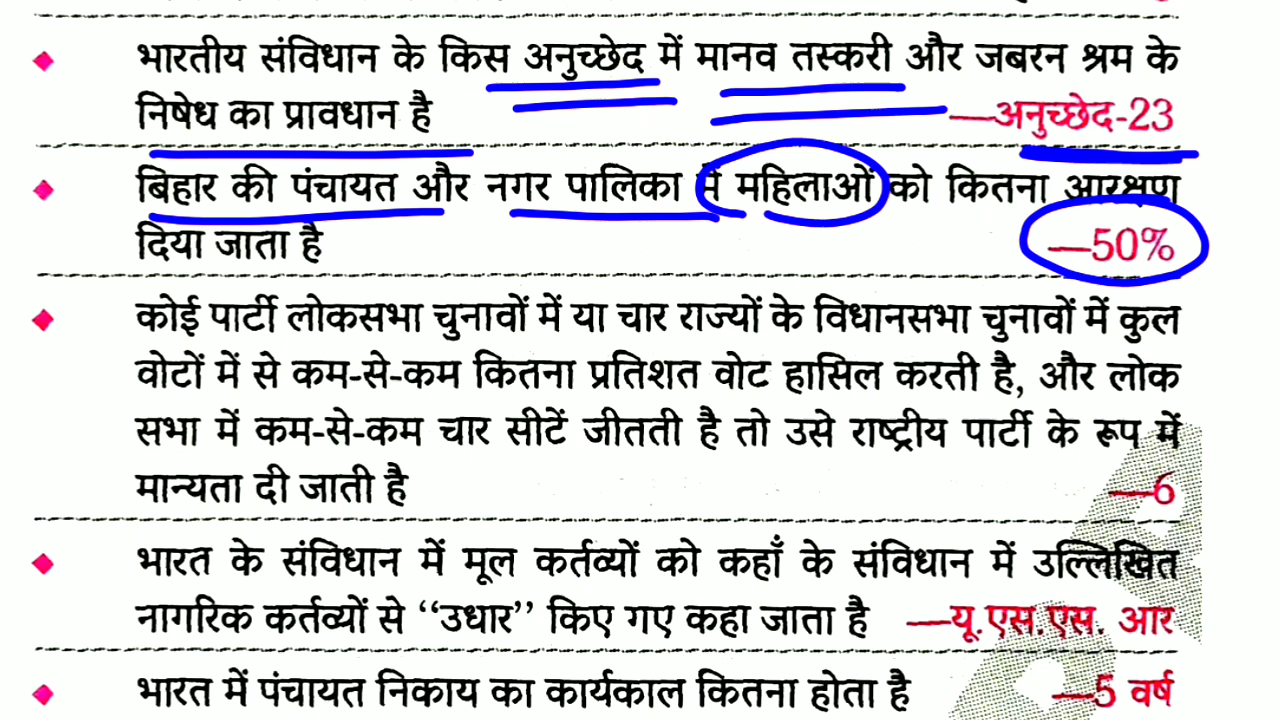 भारतीय संविधान के किस अनुच्छेद में मानव तस्करी और जबरन श्रम के
निषेध का प्रावधान है —अनुच्छेद-23
बिहार की पंचायत और नगर पालिका में महिलाओं को कितना आरक्षण
दिया जाता है —50%
कोई पार्टी लोकसभा चुनावों में या चार राज्यों के विधानसभा चुनावों में कुल
वोटों में से कम-से-कम कितना प्रतिशत वोट हासिल करती है, और लोक
सभा में कम-से-कम चार सीटें जीतती है तो उसे राष्ट्रीय पार्टी के रूप में
मान्यता दी जाती है —6
भारत के संविधान में मूल कर्तव्यों को कहाँ के संविधान में उल्लिखित
नागरिक कर्तव्यों से “उधार” किए गए कहा जाता है —यू.एस.एस. आर
भारत में पंचायत निकाय का कार्यकाल कितना होता है —5 वर्ष